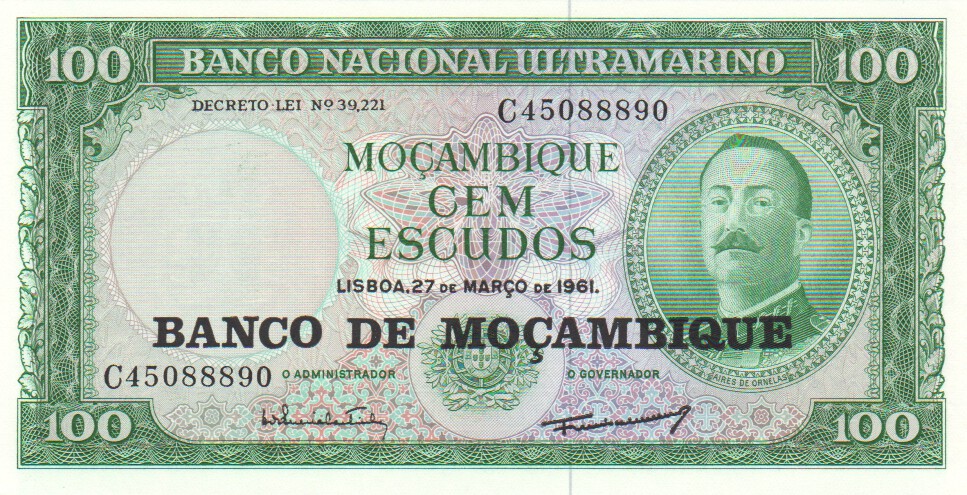 100 BANCO NACIONAL ULTRAMARINO 100
DECRETO-LEI Nº 39,221
C45088890
MOÇAMBIQUE
CEM
ESCUDOS
LISBOA, 27 DE MARÇO DE 1961.
BANCO DE MOÇAMBIQUE
AIRES DE ORNELAS
C45088890
O ADMINISTRADOR
O GOVERNADOR
100
100